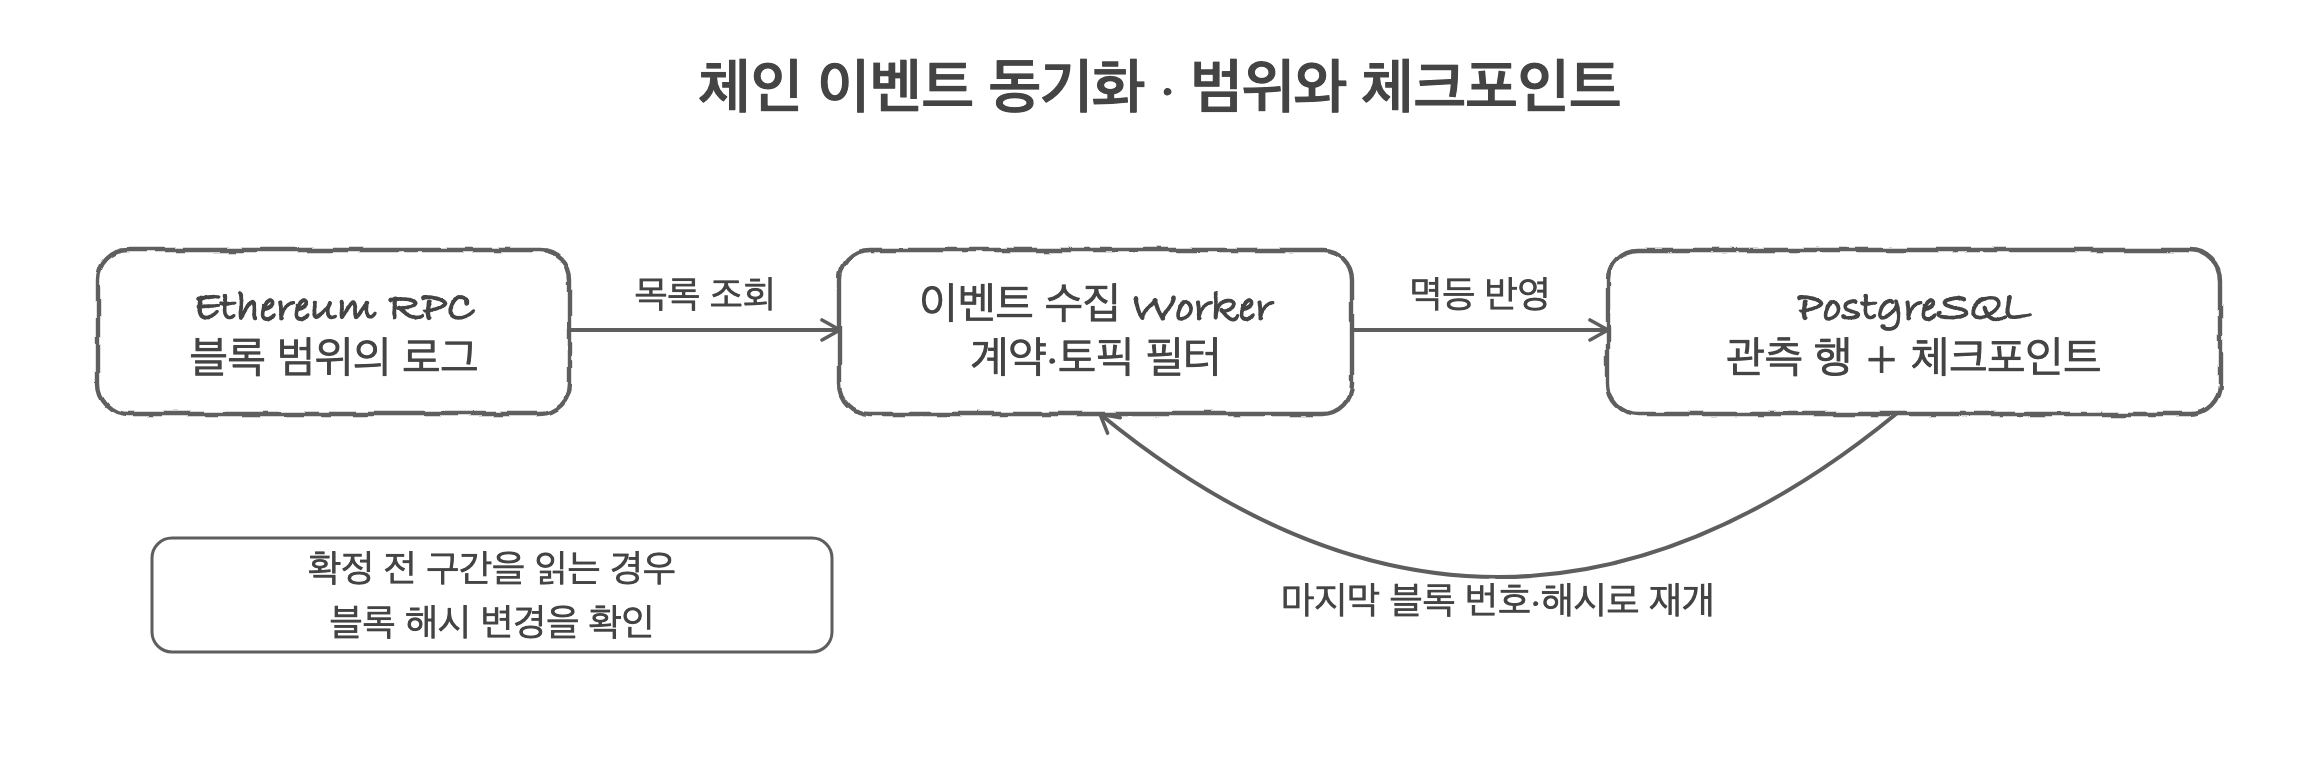 체인 이벤트 동기화 · 범위와 체크포인트
Ethereum RPC
블록 범위의 로그
목록 조회
이벤트 수집 Worker
계약·토픽 필터
멱등 반영
PostgreSQL
관측 행 + 체크포인트
확정 전 구간을 읽는 경우
블록 해시 변경을 확인
마지막 블록 번호·해시로 재개